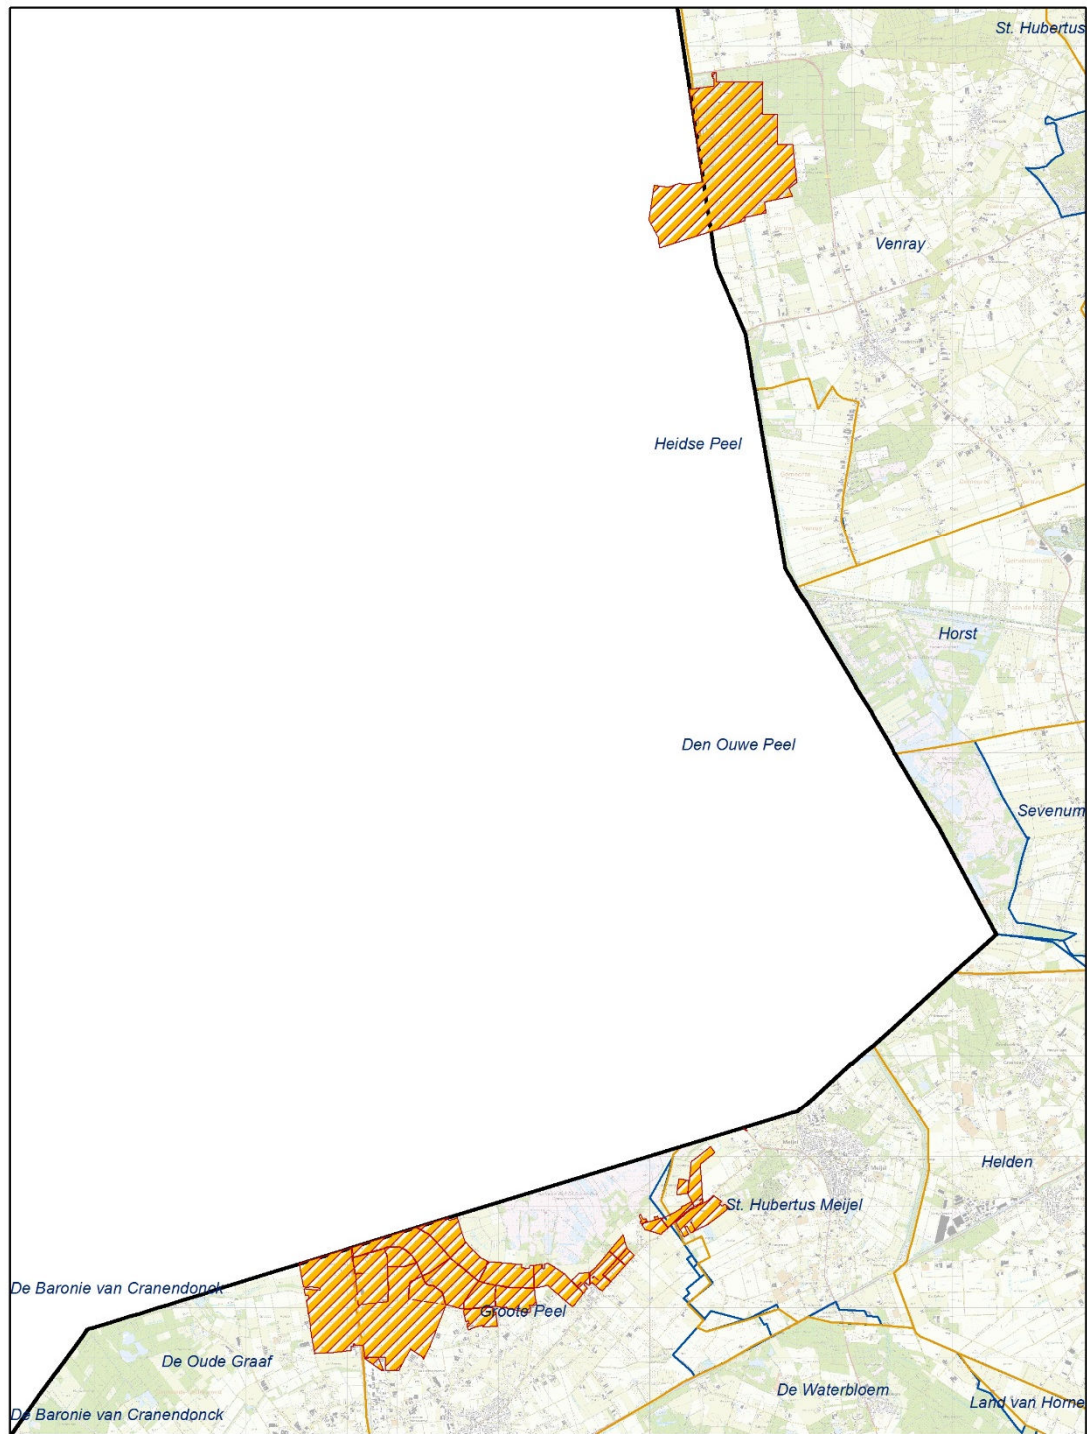 St. Hubertus
Venray
Heidse Peel
Horst
Den Ouwe Peel
Sevenum
Helden
St. Hubertus Meijel
De Baronie van Cranendonck
Groote Peel
De Oude Graaf
De Waterbloem
Land van Horne
De Baronie van Cranendonck